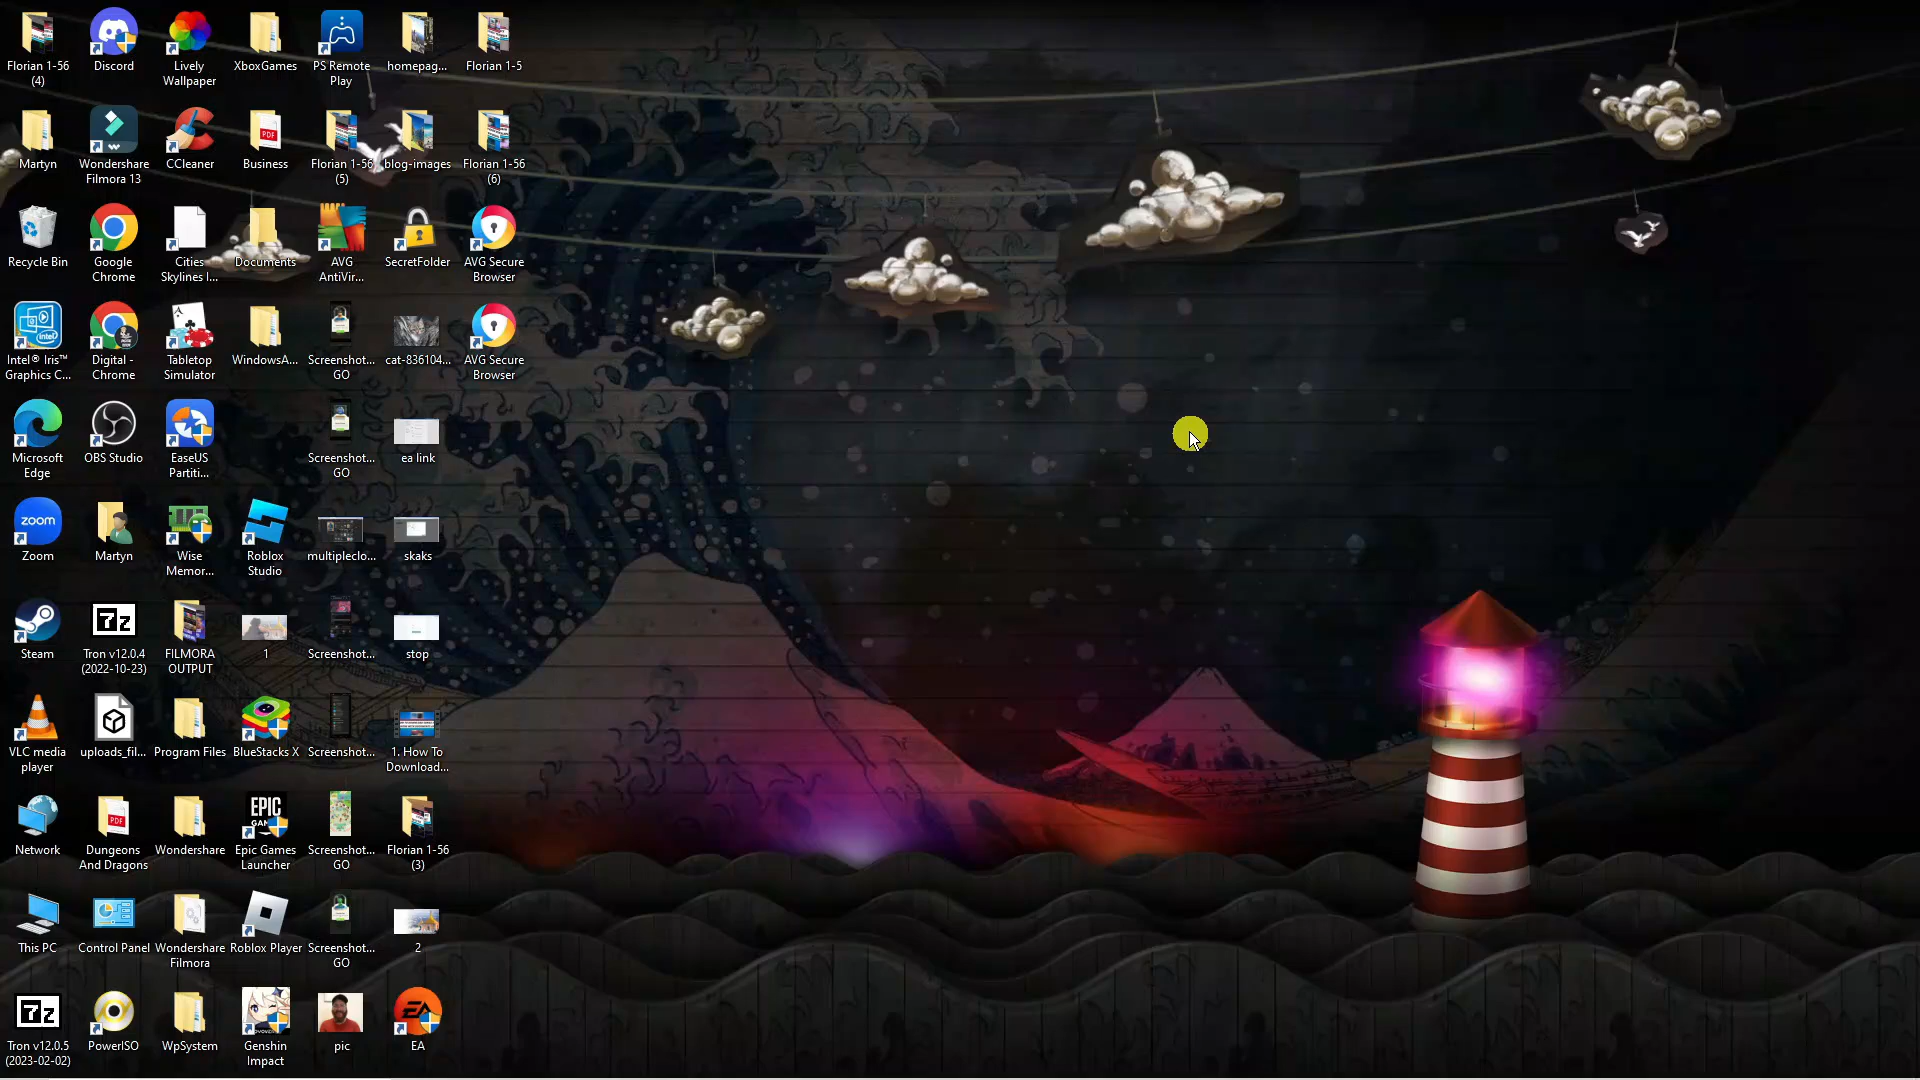 Florian 1-56
(4)
Discord
Lively
Wallpaper
XboxGames
PS Remote
Play
homepag...
Florian 1-5
Martyn
Wondershare
Filmora 13
CCleaner
PDF
Business
Florian 1-56
(5)
blog-images
Florian 1-56
(6)
Recycle Bin
Google
Chrome
Cities
Skylines I...
Documents
AVG
AntiVir...
SecretFolder
AVG Secure
Browser
intel
Intel® Iris™
Graphics C...
Digital -
Chrome
Tabletop
Simulator
WindowsA...
Screenshot...
GO
cat-836104...
AVG Secure
Browser
Microsoft
Edge
OBS Studio
EaseUS
Partiti...
Screenshot...
GO
ea link
zoom
Zoom
Martyn
Wise
Memor...
Roblox
Studio
multipleclo...
skaks
Steam
7z
Tron v12.0.4
(2022-10-23)
FILMORA
OUTPUT
1
Screenshot...
stop
VLC media
player
uploads_fil...
Program Files
BlueStacks X
Screenshot...
1. How To
Download...
Network
PDF
Dungeons
And Dragons
Wondershare
EPIC
Epic Games
Launcher
Screenshot...
GO
Florian 1-56
(3)
This PC
Control Panel
Wondershare
Filmora
Roblox Player
Screenshot...
GO
2
7z
Tron v12.0.5
(2023-02-02)
PowerISO
WpSystem
Genshin
Impact
pic
EA
EA